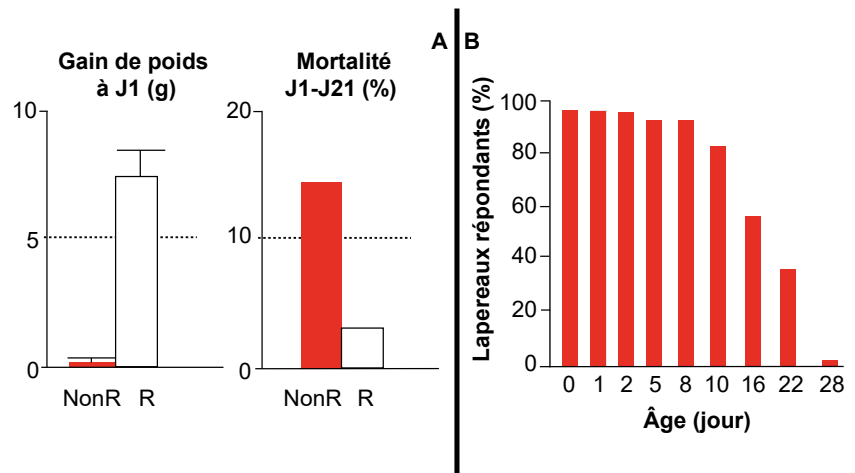 A
B
Gain de poids
à J1 (g)
10
5
0
NonR R
Mortalité
J1-J21 (%)
20
10
0
NonR R
Lapereaux répondants (%)
100
80
60
40
20
0
0 1 2 5 8 10 16 22 28
Âge (jour)